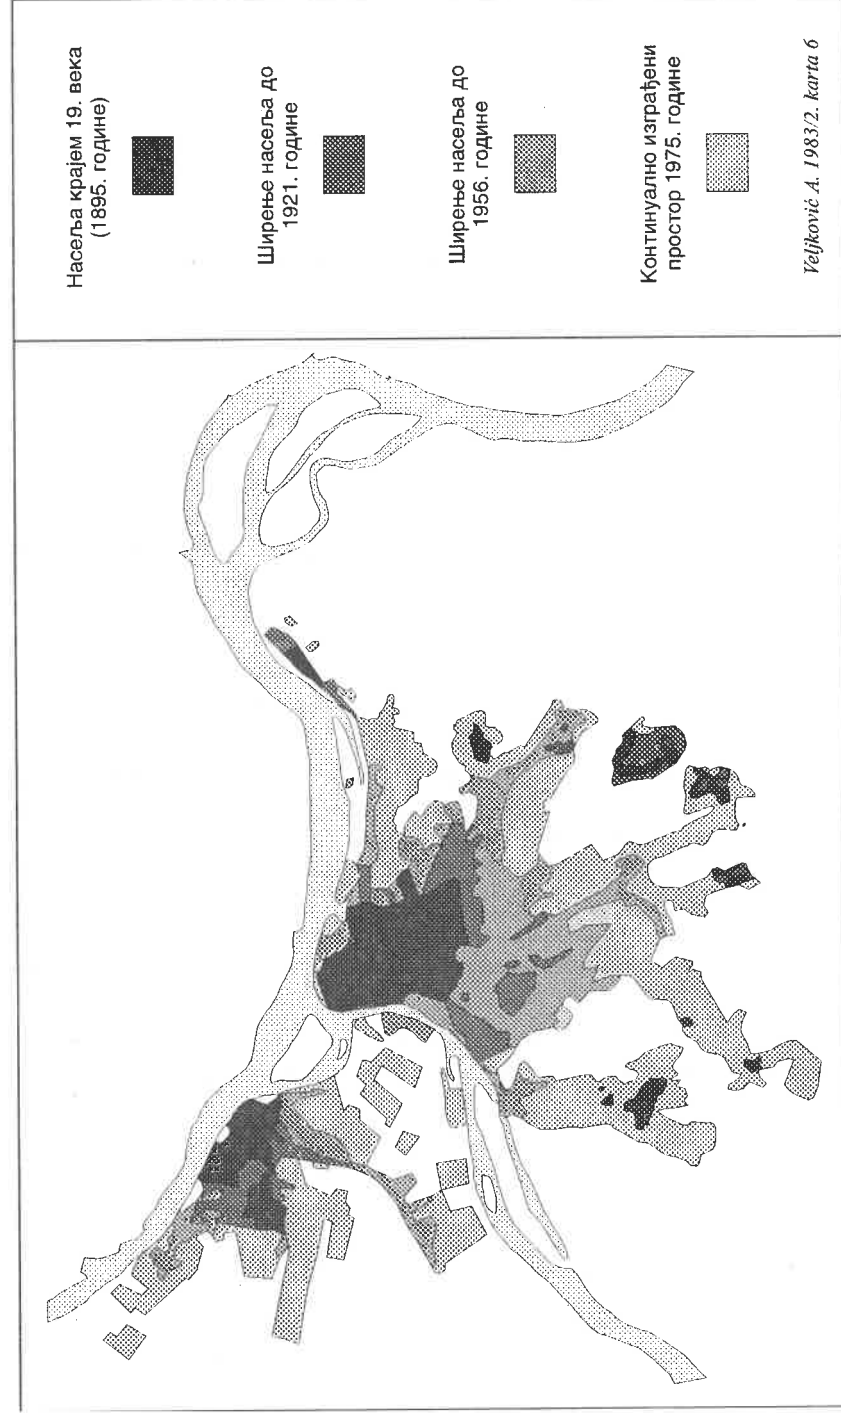 Насеља крајем 19. века
(1895. године)
Ширење насеља до
1921. године
Ширење насеља до
1956. године
Континуално изграђени
простор 1975. године
Veljković A. 1983/2. karta 6